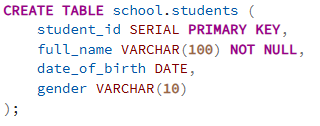 CREATE TABLE school.students (
    student_id SERIAL PRIMARY KEY,
    full_name VARCHAR(100) NOT NULL,
    date_of_birth DATE,
    gender VARCHAR(10)
);